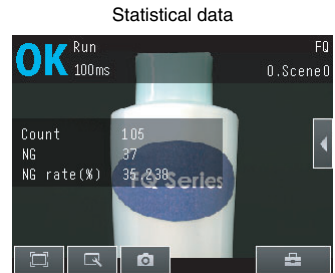 Statistical data
OK Run FQ
100ms 0.Scene0
Count 105
NG 37
NG rate(%) 35.238
FQ Series